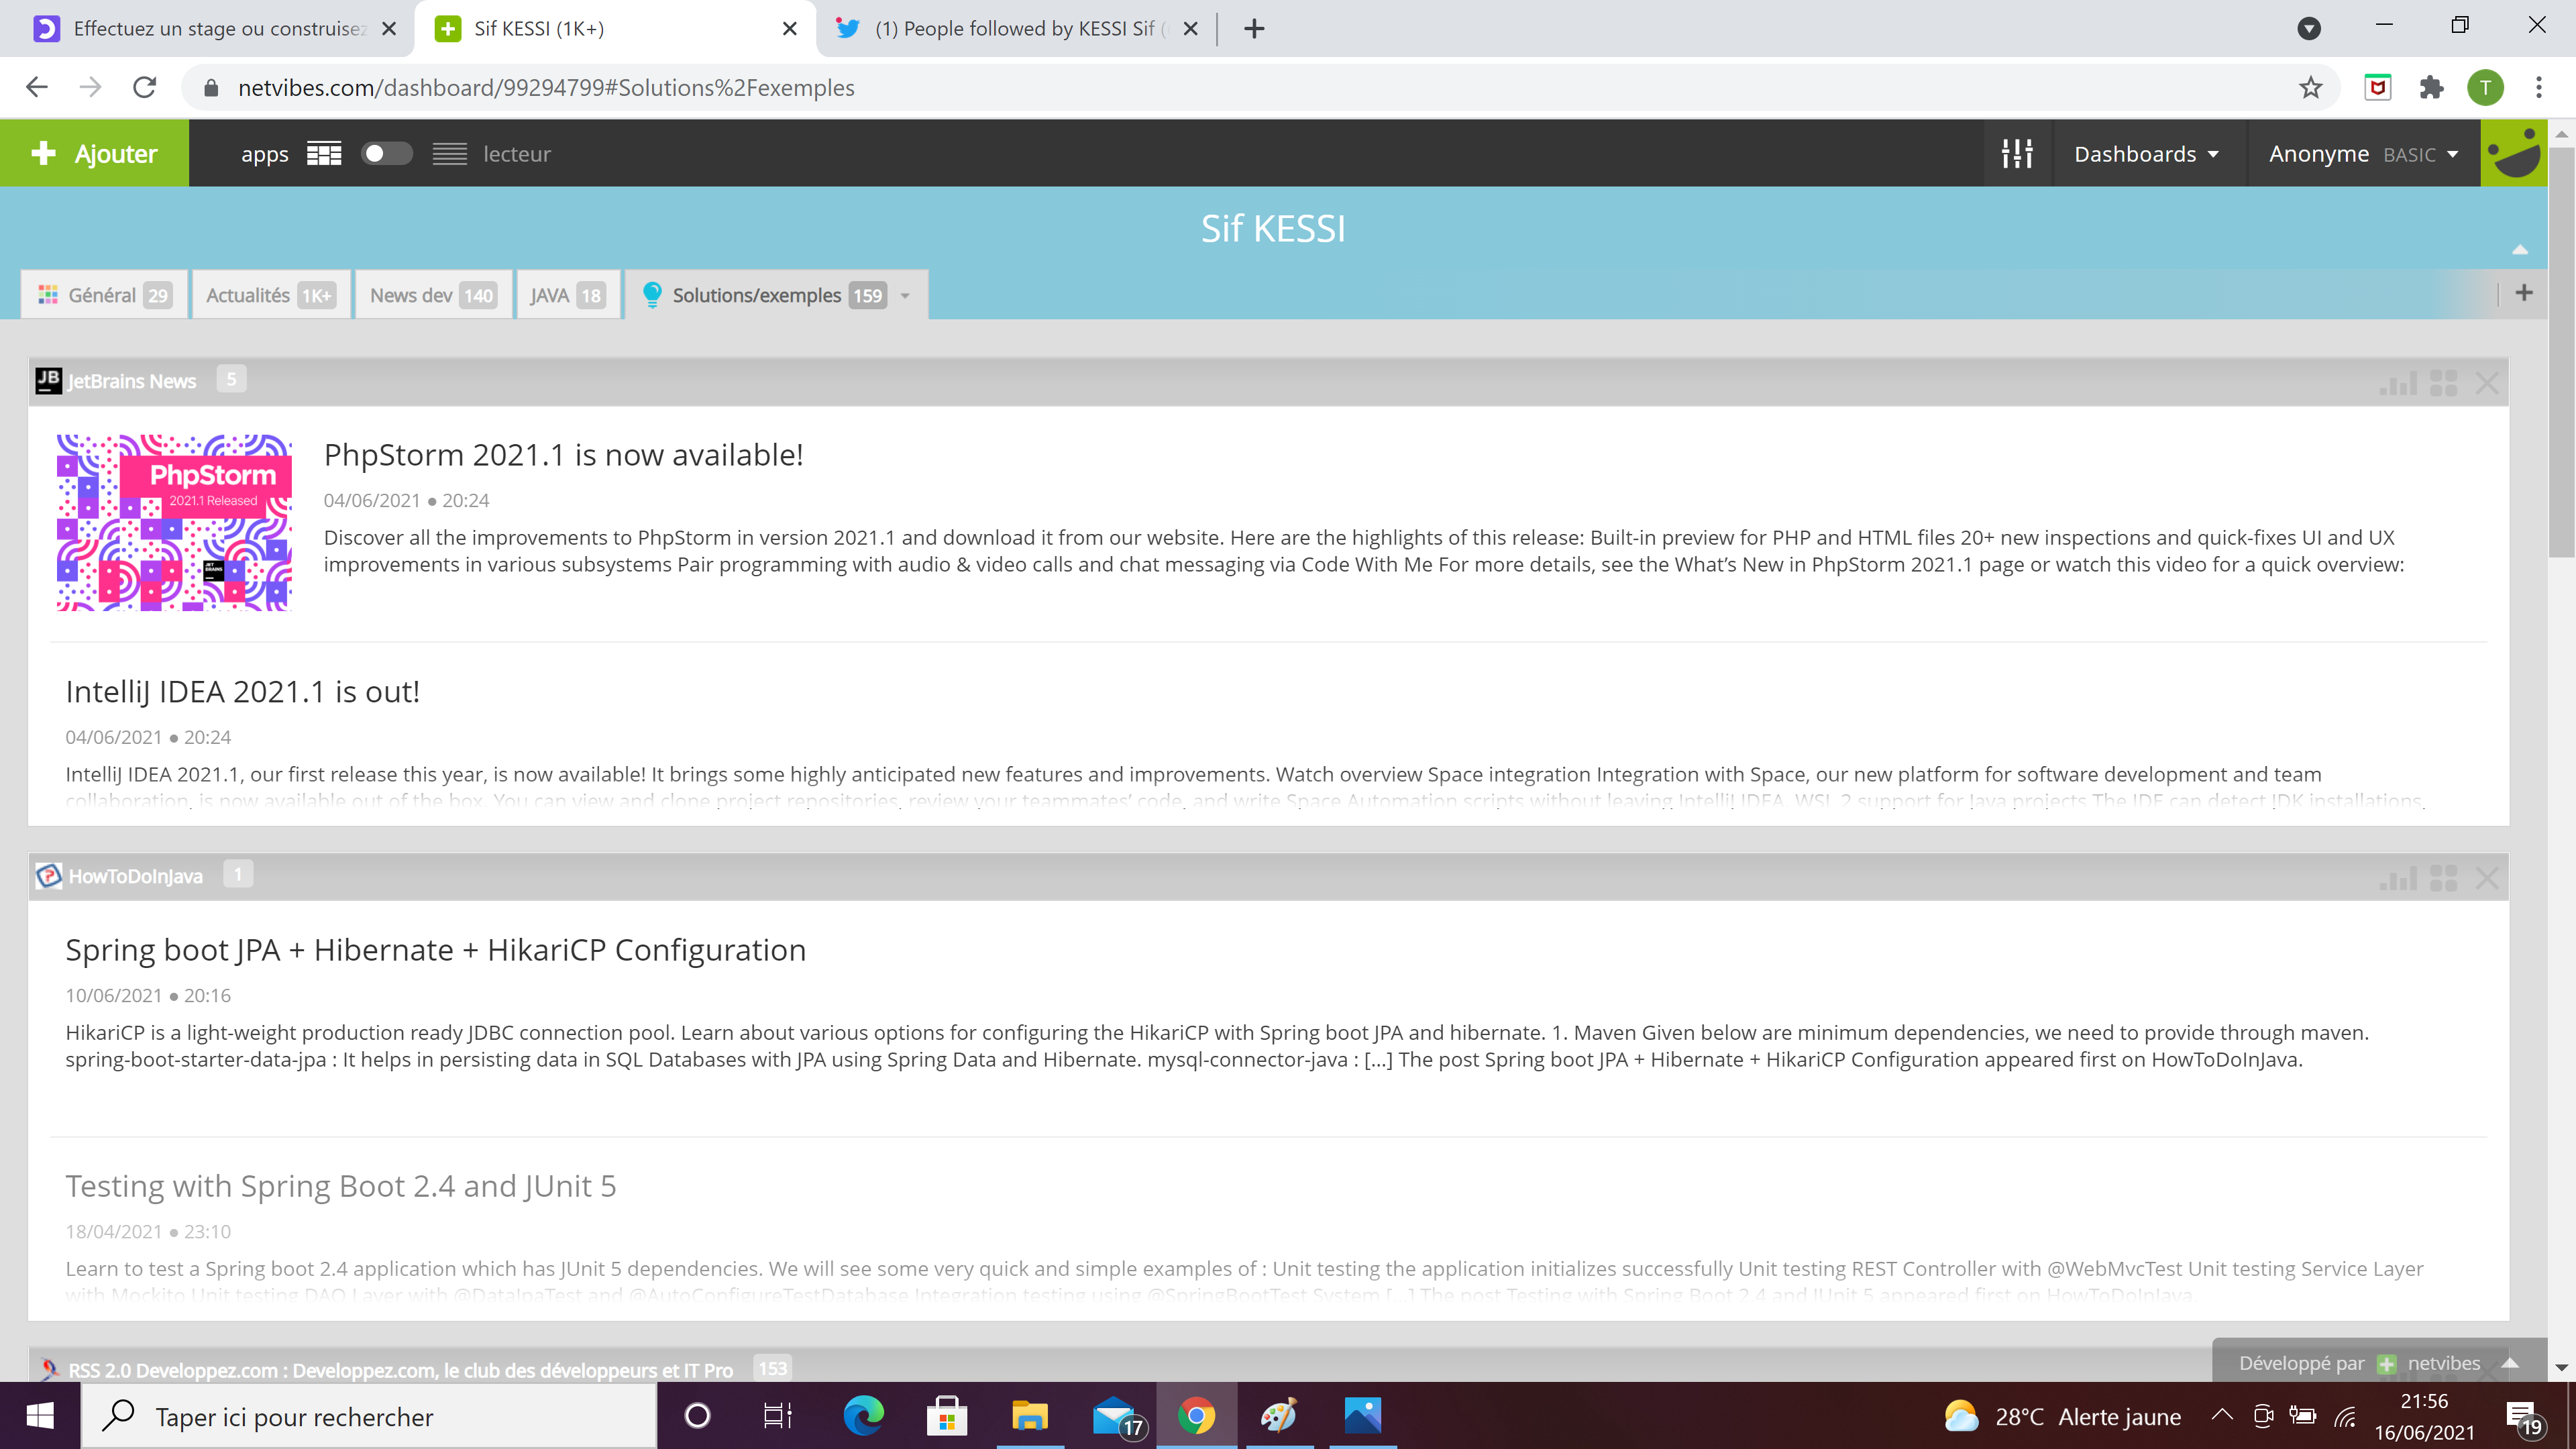 Effectuez un stage ou construisez
Sif KESSI (1K+)
(1) People followed by KESSI Sif (
netvibes.com/dashboard/99294799#Solutions%2Fexemples
T
Ajouter
apps
lecteur
Dashboards
Anonyme BASIC
Sif KESSI
Général 29
Actualités 1K+
News dev 140
JAVA 18
Solutions/exemples 159
JB JetBrains News 5
PhpStorm
2021.1 Released
JET BRAINS
PhpStorm 2021.1 is now available!
04/06/2021 ● 20:24
Discover all the improvements to PhpStorm in version 2021.1 and download it from our website. Here are the highlights of this release: Built-in preview for PHP and HTML files 20+ new inspections and quick-fixes UI and UX
improvements in various subsystems Pair programming with audio & video calls and chat messaging via Code With Me For more details, see the What’s New in PhpStorm 2021.1 page or watch this video for a quick overview:
IntelliJ IDEA 2021.1 is out!
04/06/2021 ● 20:24
IntelliJ IDEA 2021.1, our first release this year, is now available! It brings some highly anticipated new features and improvements. Watch overview Space integration Integration with Space, our new platform for software development and team
collaboration, is now available out of the box. You can view and clone project repositories, review your teammates’ code, and write Space Automation scripts without leaving IntelliJ IDEA. WSL 2 support for Java projects The IDE can detect JDK installations,
HowToDoInJava 1
Spring boot JPA + Hibernate + HikariCP Configuration
10/06/2021 ● 20:16
HikariCP is a light-weight production ready JDBC connection pool. Learn about various options for configuring the HikariCP with Spring boot JPA and hibernate. 1. Maven Given below are minimum dependencies, we need to provide through maven.
spring-boot-starter-data-jpa : It helps in persisting data in SQL Databases with JPA using Spring Data and Hibernate. mysql-connector-java : [...] The post Spring boot JPA + Hibernate + HikariCP Configuration appeared first on HowToDoInJava.
Testing with Spring Boot 2.4 and JUnit 5
18/04/2021 ● 23:10
Learn to test a Spring boot 2.4 application which has JUnit 5 dependencies. We will see some very quick and simple examples of : Unit testing the application initializes successfully Unit testing REST Controller with @WebMvcTest Unit testing Service Layer
with Mockito Unit testing DAO Layer with @DataJpaTest and @AutoConfigureTestDatabase Integration testing using @SpringBootTest System [...] The post Testing with Spring Boot 2.4 and JUnit 5 appeared first on HowToDoInJava.
RSS 2.0 Developpez.com : Developpez.com, le club des développeurs et IT Pro 153
Développé par netvibes
Taper ici pour rechercher
17
28°C Alerte jaune
21:56
16/06/2021
19